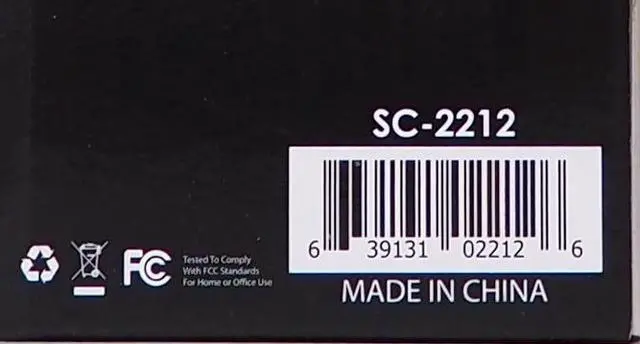 SC-2212
6 39131 02212 6
FC
Tested To Comply
With FCC Standards
For Home or Office Use
MADE IN CHINA